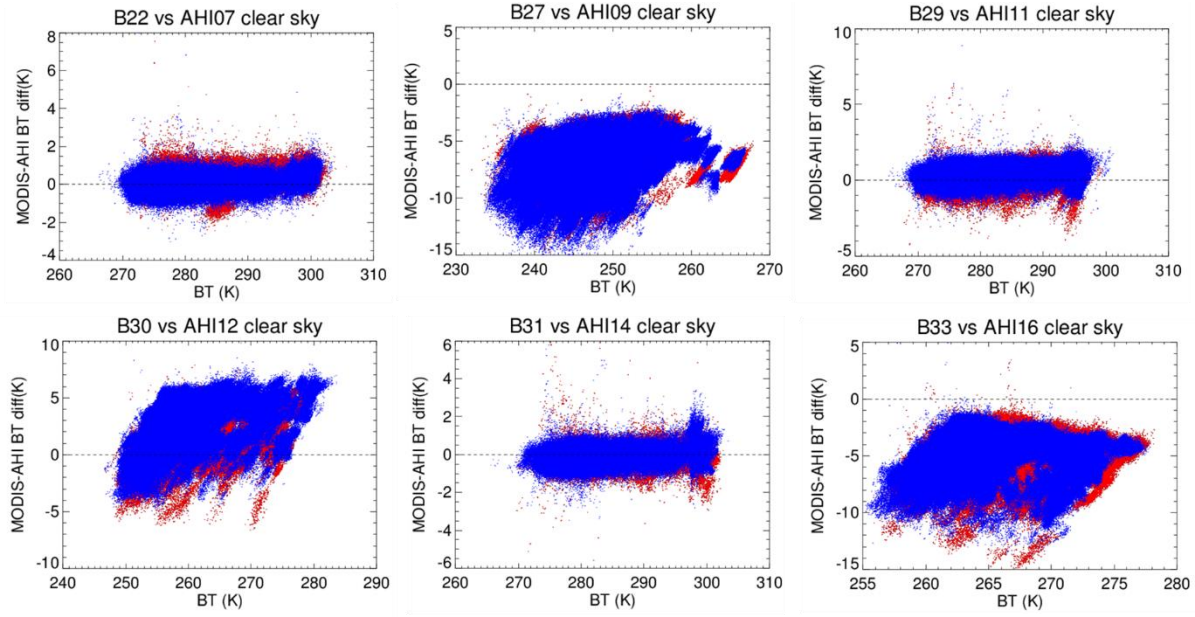 B22 vs AHI07 clear sky
MODIS-AHI BT diff(K)
8
6
4
2
0
-2
-4
260 270 280 290 300 310
BT (K)
B27 vs AHI09 clear sky
MODIS-AHI BT diff(K)
5
0
-5
-10
-15
230 240 250 260 270
BT (K)
B29 vs AHI11 clear sky
MODIS-AHI BT diff(K)
10
5
0
-5
260 270 280 290 300 310
BT (K)
B30 vs AHI12 clear sky
MODIS-AHI BT diff(K)
10
5
0
-5
-10
240 250 260 270 280 290
BT (K)
B31 vs AHI14 clear sky
MODIS-AHI BT diff(K)
6
4
2
0
-2
-4
-6
260 270 280 290 300 310
BT (K)
B33 vs AHI16 clear sky
MODIS-AHI BT diff(K)
5
0
-5
-10
-15
255 260 265 270 275 280
BT (K)